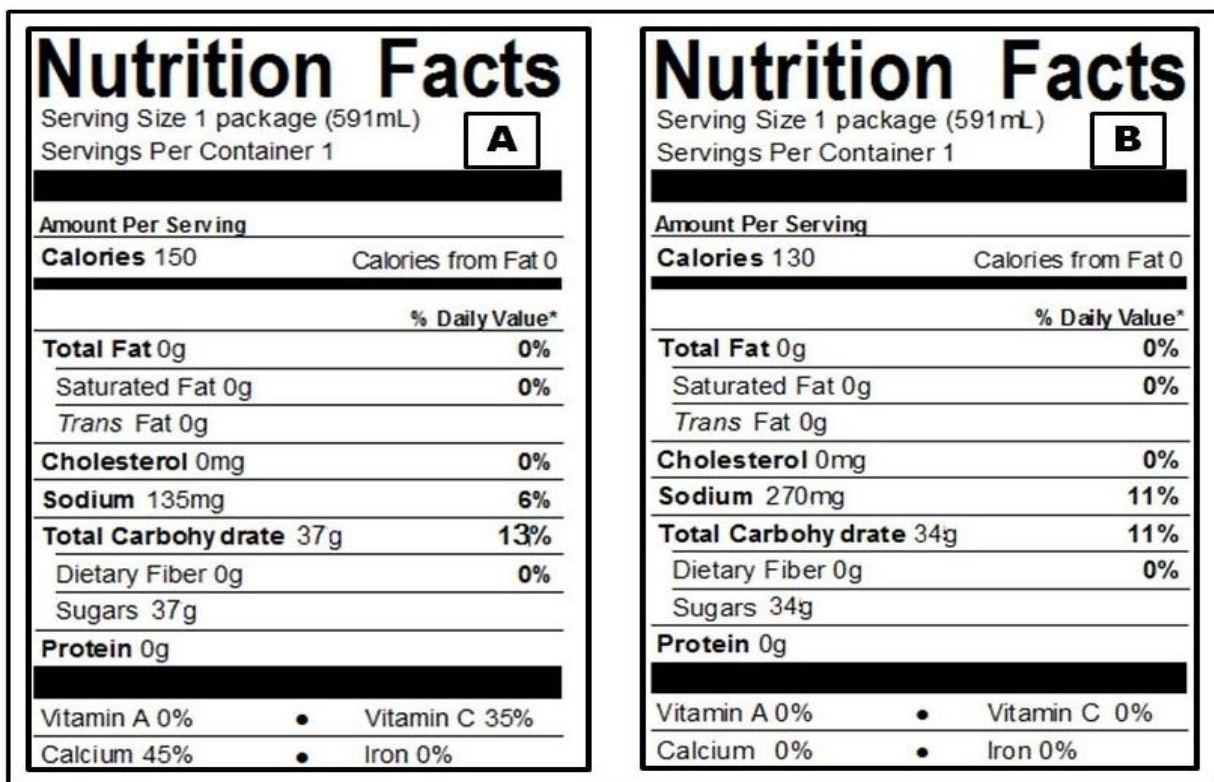 Nutrition Facts
Serving Size 1 package (591mL)
Servings Per Container 1
A
Amount Per Serving
Calories 150 Calories from Fat 0
% Daily Value*
Total Fat 0g 0%
Saturated Fat 0g 0%
Trans Fat 0g
Cholesterol 0mg 0%
Sodium 135mg 6%
Total Carbohydrate 37g 13%
Dietary Fiber 0g 0%
Sugars 37g
Protein 0g
Vitamin A 0% • Vitamin C 35%
Calcium 45% • Iron 0%
Nutrition Facts
Serving Size 1 package (591mL)
Servings Per Container 1
B
Amount Per Serving
Calories 130 Calories from Fat 0
% Daily Value*
Total Fat 0g 0%
Saturated Fat 0g 0%
Trans Fat 0g
Cholesterol 0mg 0%
Sodium 270mg 11%
Total Carbohydrate 34g 11%
Dietary Fiber 0g 0%
Sugars 34g
Protein 0g
Vitamin A 0% • Vitamin C 0%
Calcium 0% • Iron 0%